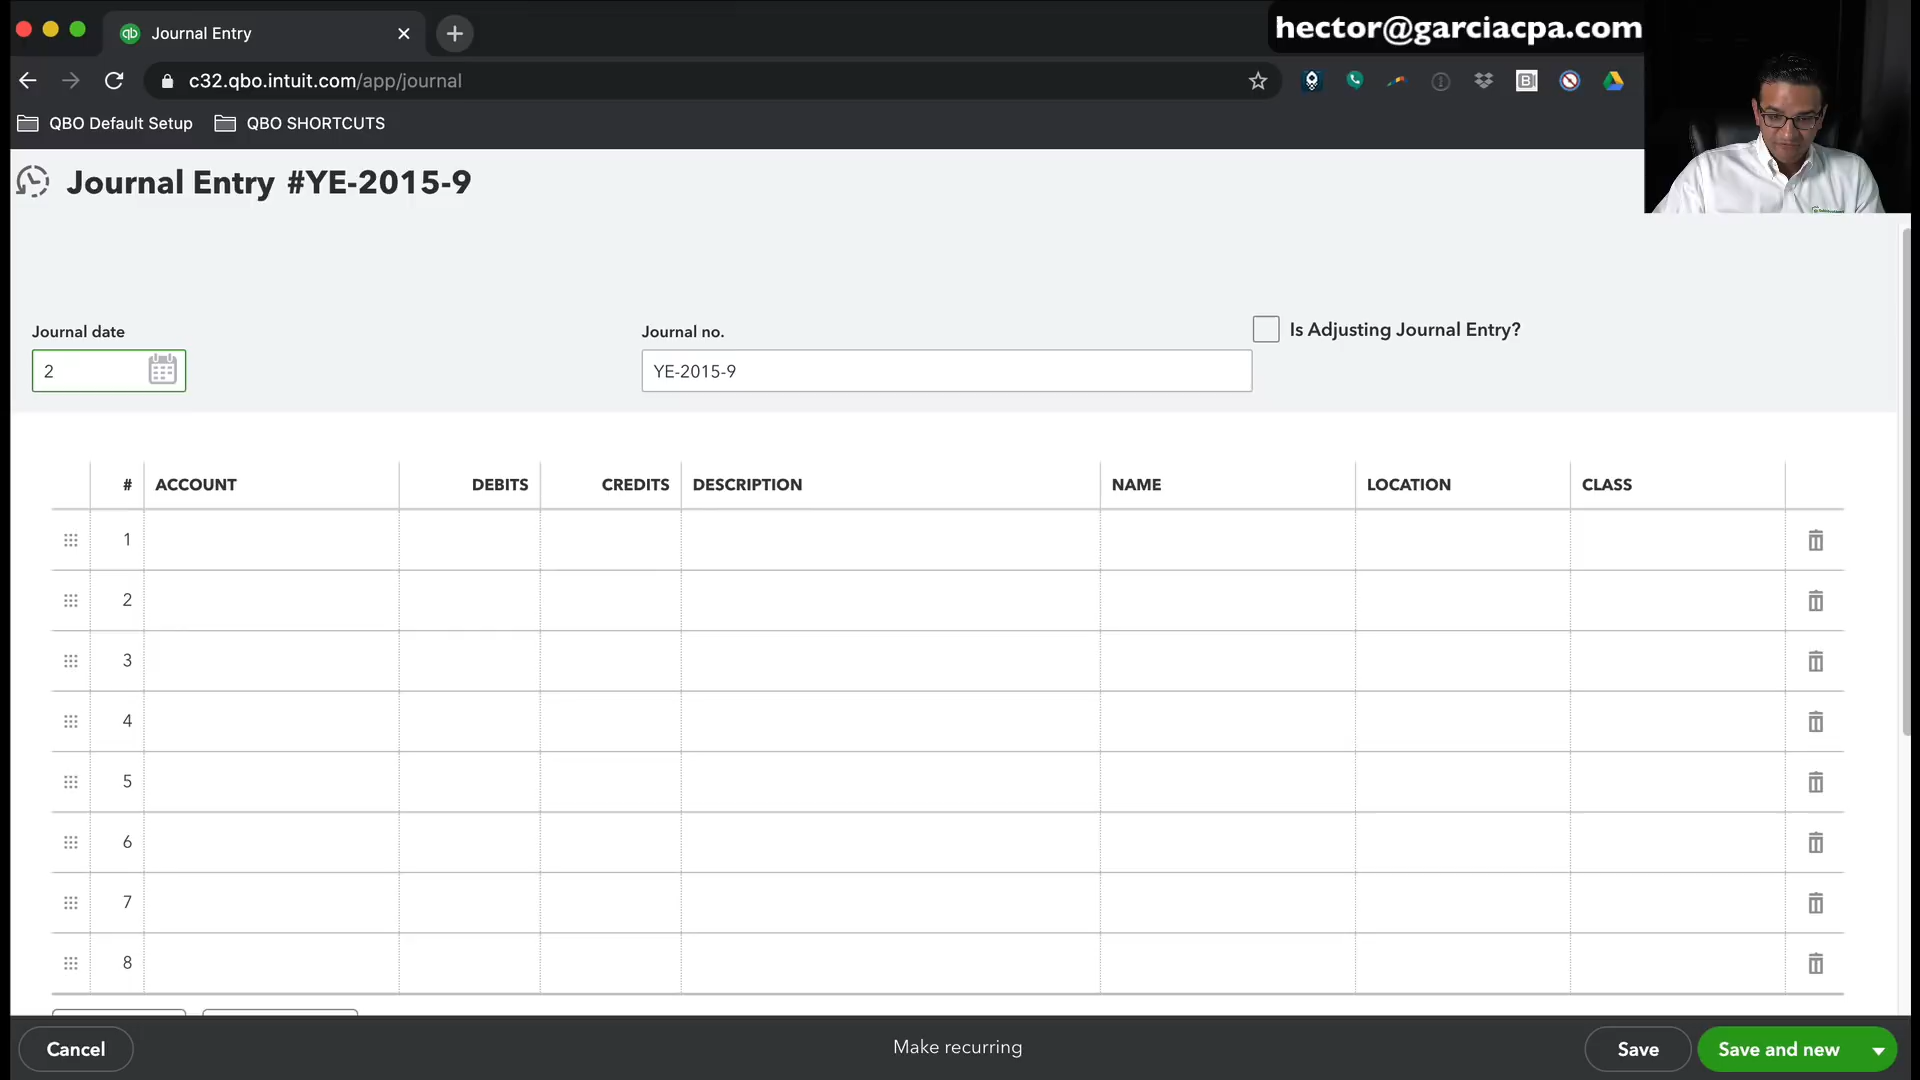 Journal Entry
hector@garciacpa.com
c32.qbo.intuit.com/app/journal
QBO Default Setup QBO SHORTCUTS
Journal Entry #YE-2015-9
Journal date
Journal no.
Is Adjusting Journal Entry?
2
YE-2015-9
# ACCOUNT DEBITS CREDITS DESCRIPTION NAME LOCATION CLASS
1
2
3
4
5
6
7
8
Cancel Make recurring Save Save and new